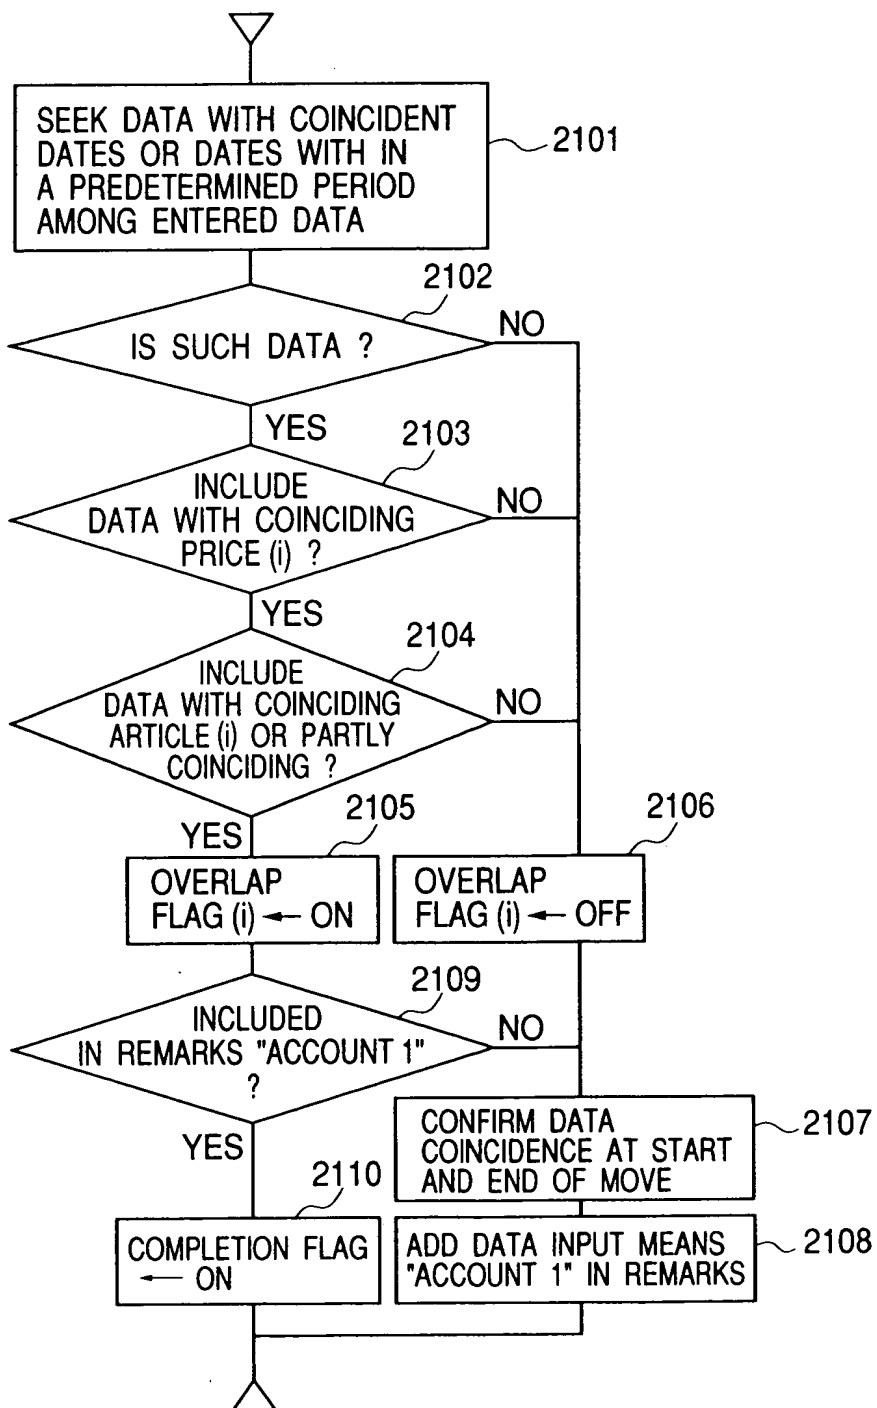 SEEK DATA WITH COINCIDENT
DATES OR DATES WITH IN
A PREDETERMINED PERIOD
AMONG ENTERED DATA
2101
2102
IS SUCH DATA ?
NO
YES
2103
INCLUDE
DATA WITH COINCIDING
PRICE (i) ?
NO
YES
2104
INCLUDE
DATA WITH COINCIDING
ARTICLE (i) OR PARTLY
COINCIDING ?
NO
YES
2105
OVERLAP
FLAG (i) ← ON
2106
OVERLAP
FLAG (i) ← OFF
2109
INCLUDED
IN REMARKS "ACCOUNT 1"
?
NO
YES
CONFIRM DATA
COINCIDENCE AT START
AND END OF MOVE
2107
2110
COMPLETION FLAG
← ON
ADD DATA INPUT MEANS
"ACCOUNT 1" IN REMARKS
2108